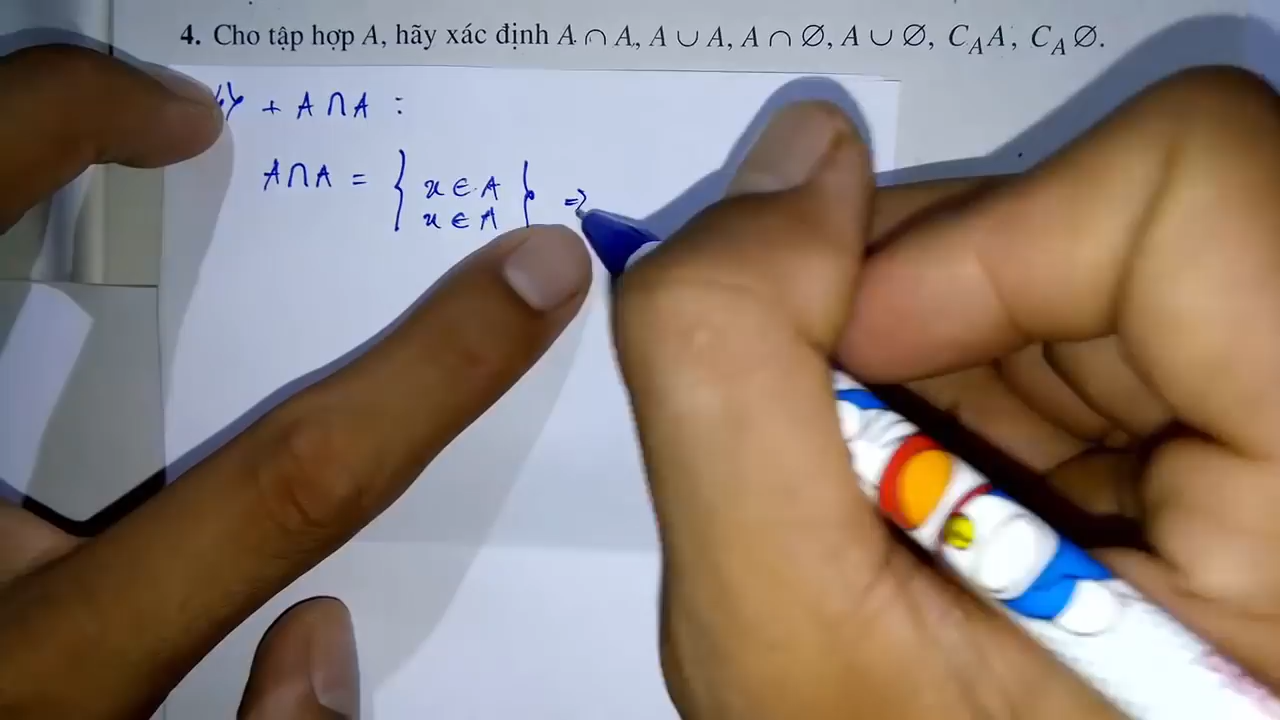 4. Cho tập hợp A, hãy xác định A ∩ A, A ∪ A, A ∩ ∅, A ∪ ∅, C_A A, C_A ∅.
+ A ∩ A :
A ∩ A = { x ∈ A
x ∈ A } =>